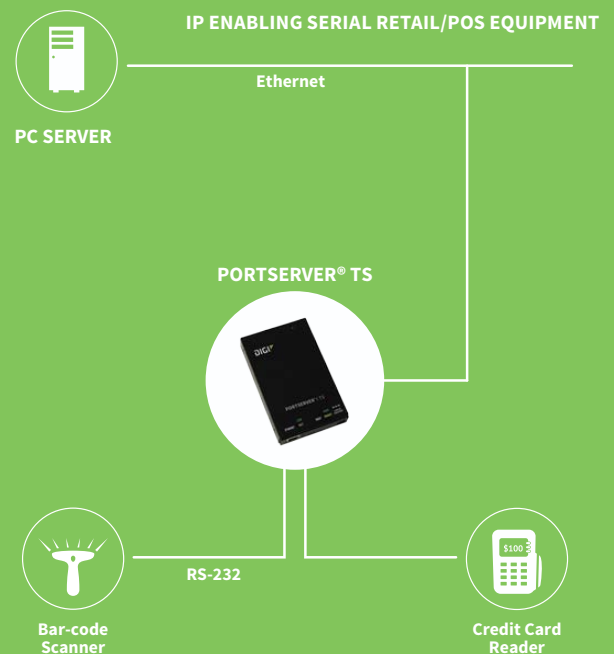 IP ENABLING SERIAL RETAIL/POS EQUIPMENT
Ethernet
PC SERVER
PORTSERVER® TS
DIGI
PORTSERVER® TS
RS-232
$100
Bar-code
Scanner
Credit Card
Reader